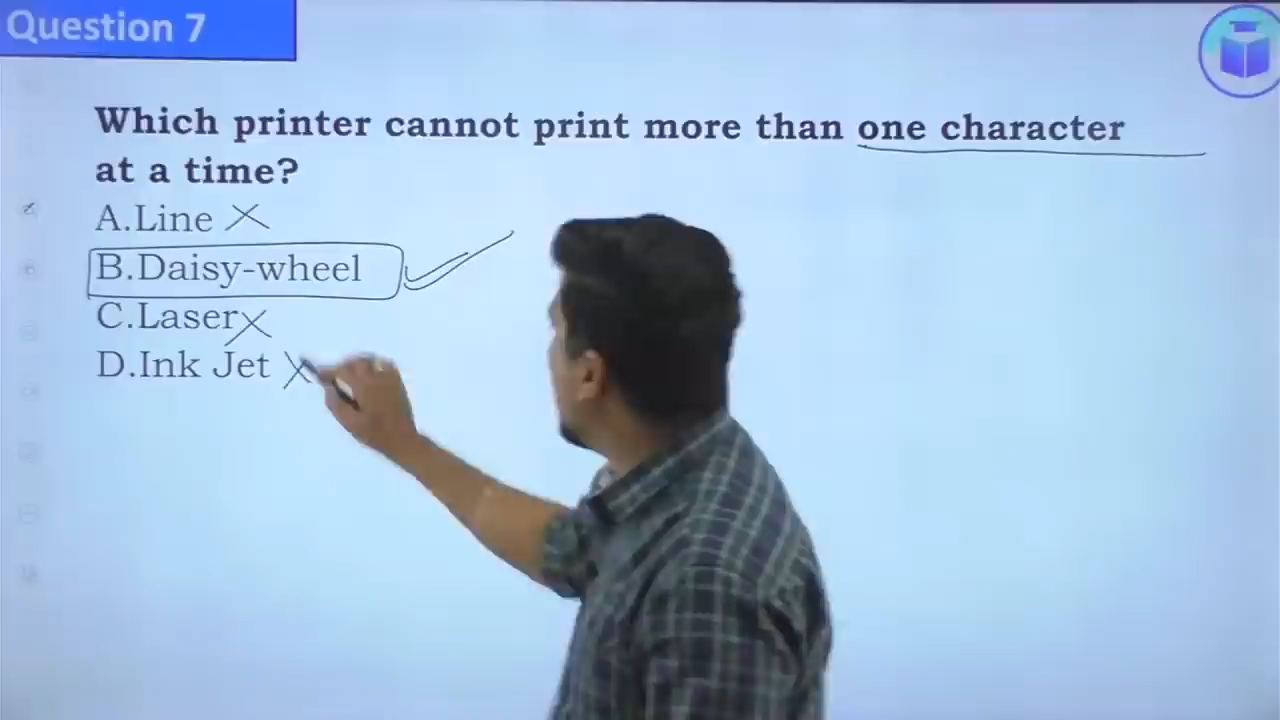 Question 7
Which printer cannot print more than one character
at a time?
A.Line
B.Daisy-wheel
C.Laser
D.Ink Jet